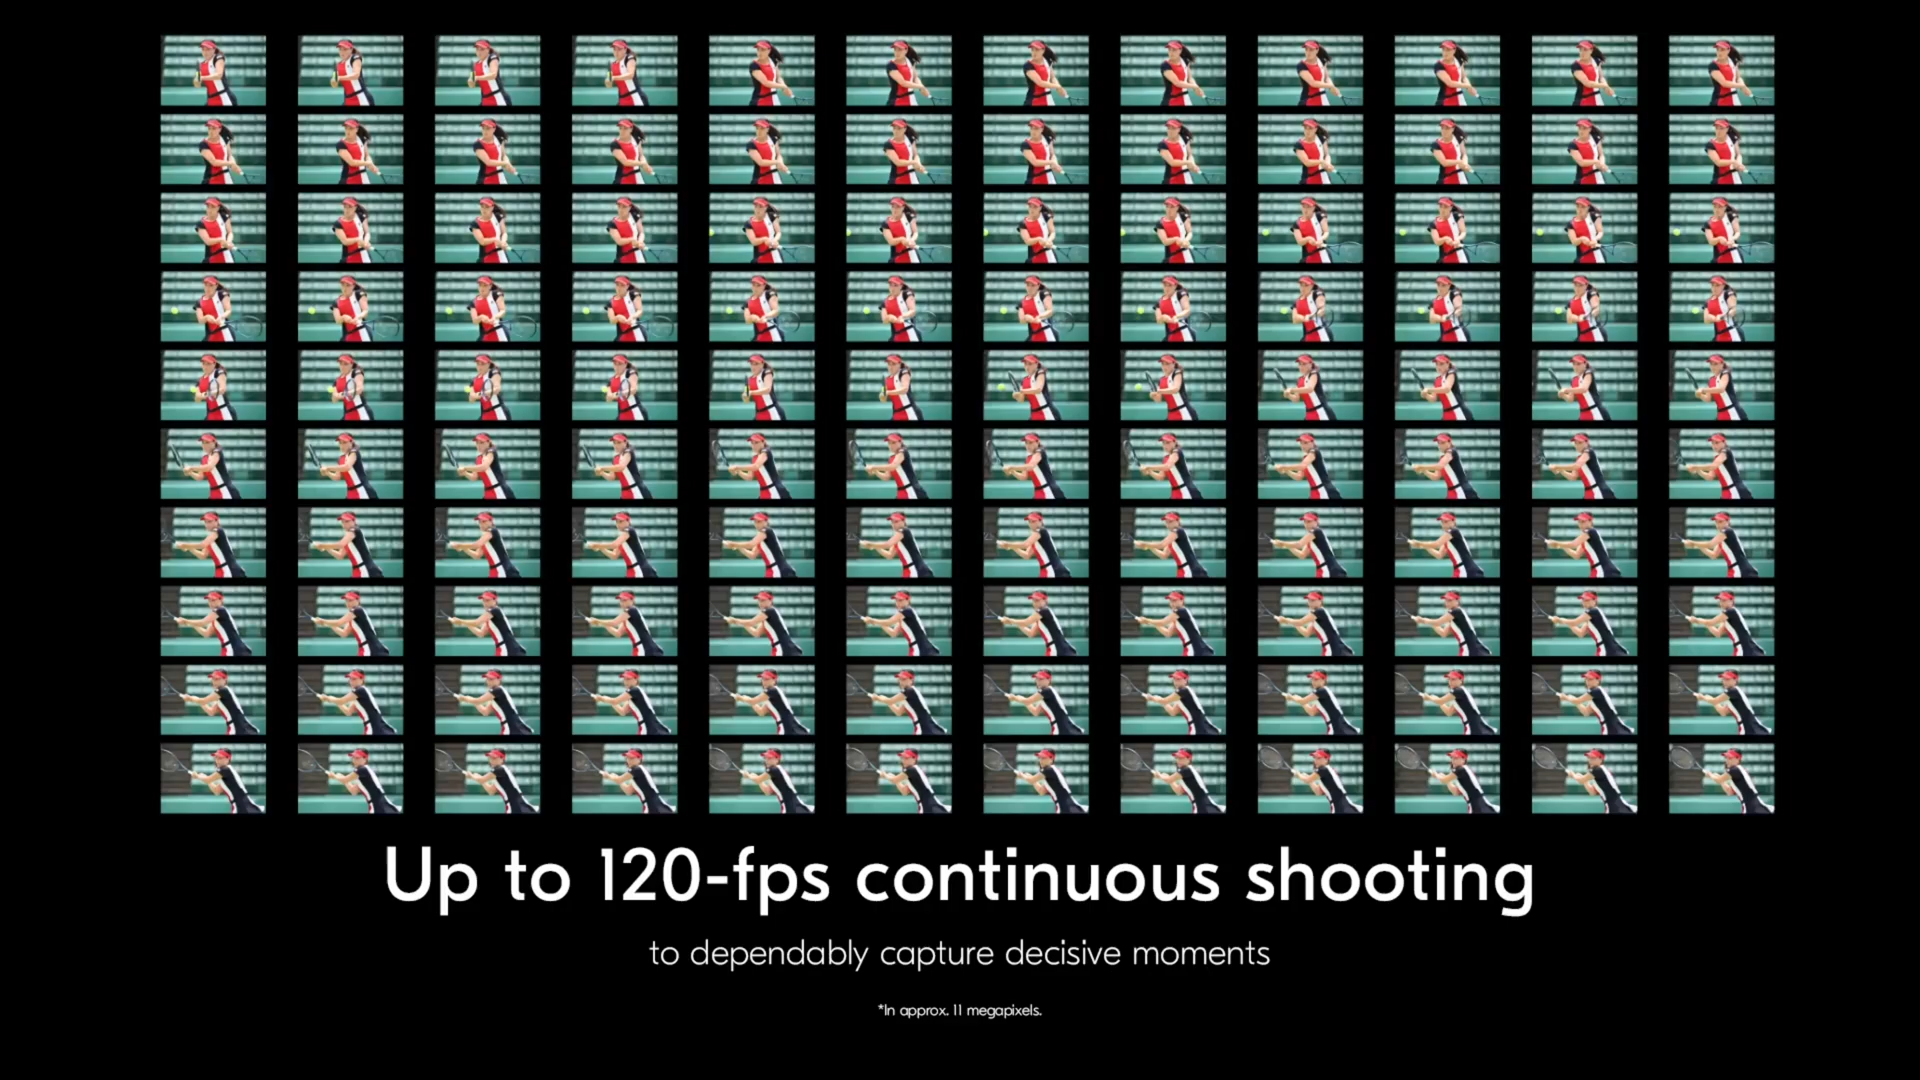 Up to 120-fps continuous shooting
to dependably capture decisive moments
*In approx. 11 megapixels.